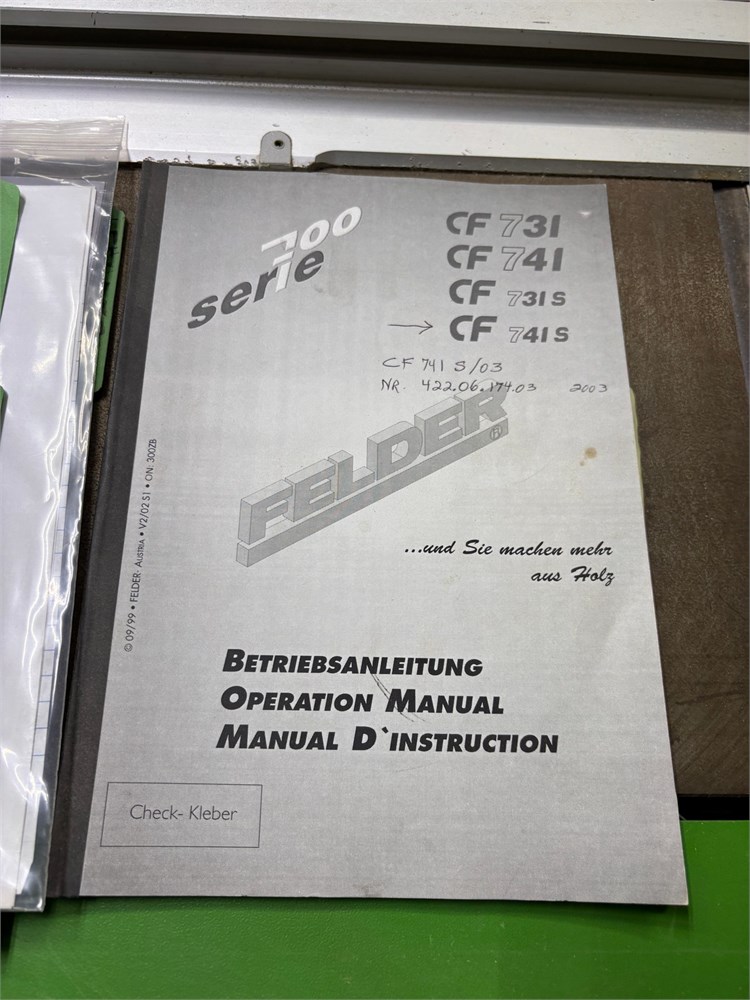 700
serie
CF 731
CF 741
CF 731 S
CF 741 S
CF 741 S/03
NR. 422.06.174.03 2003
FELDER
®
...und Sie machen mehr
aus Holz
© 09/99 • FELDER- AUSTRIA • V2/02 S1 • ON: 300ZB
BETRIEBSANLEITUNG
OPERATION MANUAL
MANUAL D`INSTRUCTION
Check- Kleber